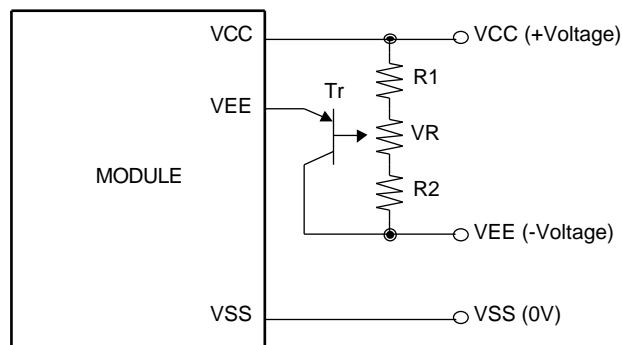 VCC
VCC (+Voltage)
R1
Tr
VEE
VR
MODULE
R2
VEE (-Voltage)
VSS
VSS (0V)